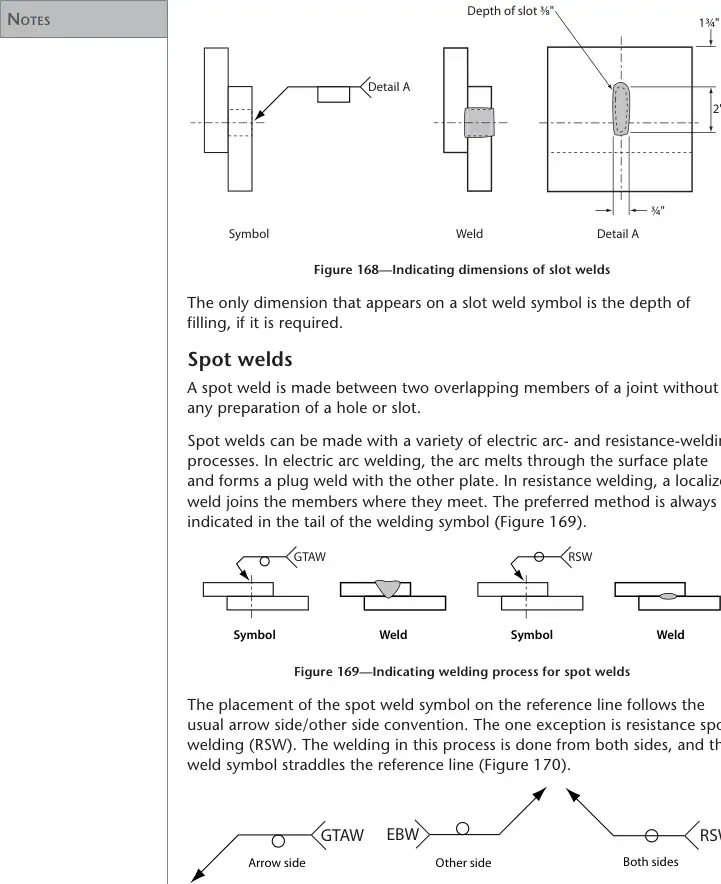 NOTES
Depth of slot ⅜"
1¾"
Detail A
2"
¾"
Symbol
Weld
Detail A
Figure 168—Indicating dimensions of slot welds
The only dimension that appears on a slot weld symbol is the depth of
filling, if it is required.
Spot welds
A spot weld is made between two overlapping members of a joint without
any preparation of a hole or slot.
Spot welds can be made with a variety of electric arc- and resistance-weldin
processes. In electric arc welding, the arc melts through the surface plate
and forms a plug weld with the other plate. In resistance welding, a localize
weld joins the members where they meet. The preferred method is always
indicated in the tail of the welding symbol (Figure 169).
GTAW
RSW
Symbol
Weld
Symbol
Weld
Figure 169—Indicating welding process for spot welds
The placement of the spot weld symbol on the reference line follows the
usual arrow side/other side convention. The one exception is resistance spo
welding (RSW). The welding in this process is done from both sides, and th
weld symbol straddles the reference line (Figure 170).
GTAW
EBW
RSW
Arrow side
Other side
Both sides